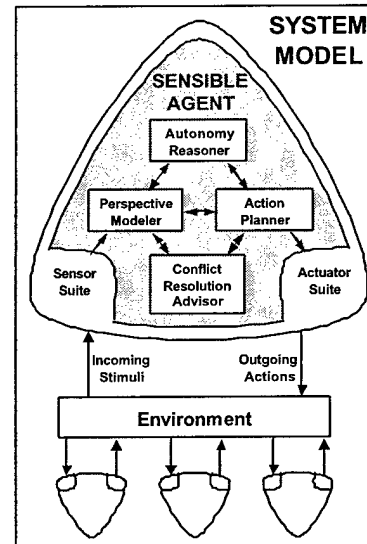 SYSTEM
MODEL
SENSIBLE
AGENT
Autonomy
Reasoner
Perspective
Modeler
Action
Planner
Sensor
Suite
Conflict
Resolution
Advisor
Actuator
Suite
Incoming
Stimuli
Outgoing
Actions
Environment